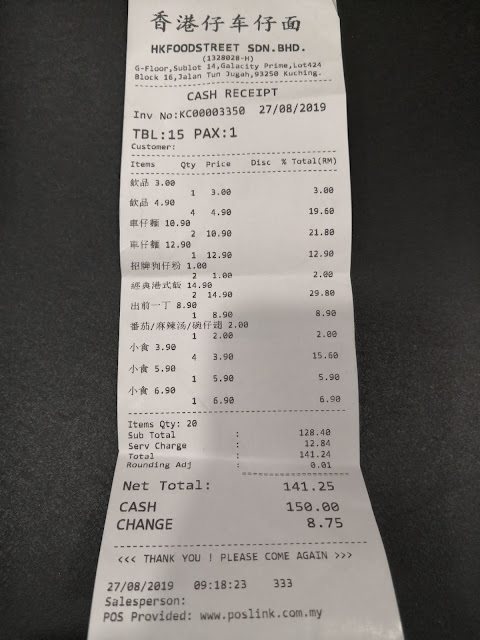 香港仔车仔面
HKFOODSTREET SDN.BHD.
(1328028-H)
G-Floor,Sublot 14,Galacity Prime,Lot424
Block 16,Jalan Tun Jugah,93250 Kuching.
CASH RECEIPT
Inv No:KC00003350 27/08/2019
TBL:15 PAX:1
Customer:
Items Qty Price Disc % Total(RM)
飲品 3.00
1 3.00 3.00
飲品 4.90
4 4.90 19.60
車仔麵 10.90
2 10.90 21.80
車仔麵 12.90
1 12.90 12.90
招牌狗仔粉 1.00
2 1.00 2.00
經典港式飯 14.90
2 14.90 29.80
出前一丁 8.90
1 8.90 8.90
番茄/麻辣汤/碗仔翅 2.00
1 2.00 2.00
小食 3.90
4 3.90 15.60
小食 5.90
1 5.90 5.90
小食 6.90
1 6.90 6.90
Items Qty: 20
Sub Total : 128.40
Serv Charge : 12.84
Total : 141.24
Rounding Adj : 0.01
Net Total: 141.25
CASH 150.00
CHANGE 8.75
<<< THANK YOU ! PLEASE COME AGAIN >>>
27/08/2019 09:18:23 333
Salesperson:
POS Provided: www.poslink.com.my